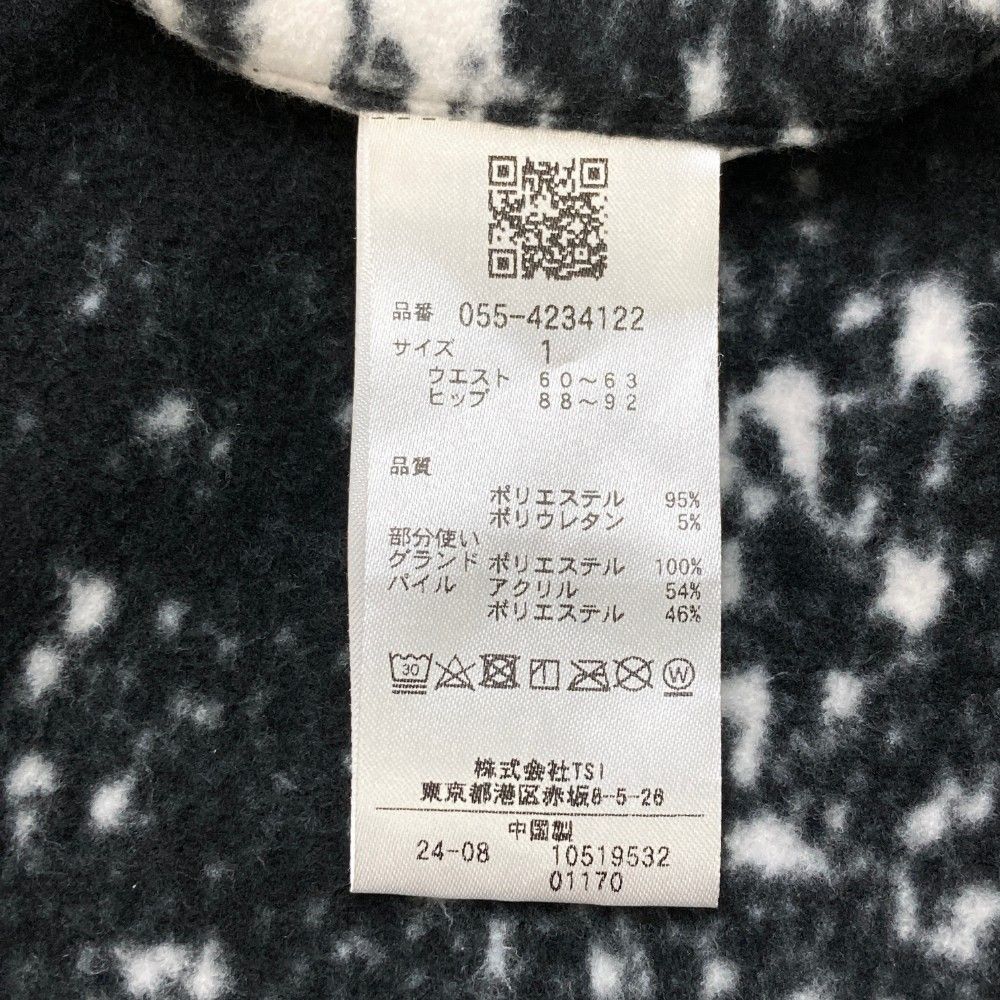 品番 055-4234122
サイズ 1
ウエスト 60～63
ヒップ 88～92
品質
ポリエステル 95%
ポリウレタン 5%
部分使い
グランド ポリエステル 100%
パイル アクリル 54%
ポリエステル 46%
30
W
株式会社TSI
東京都港区赤坂8-5-26
中国製
24-08 10519532
01170